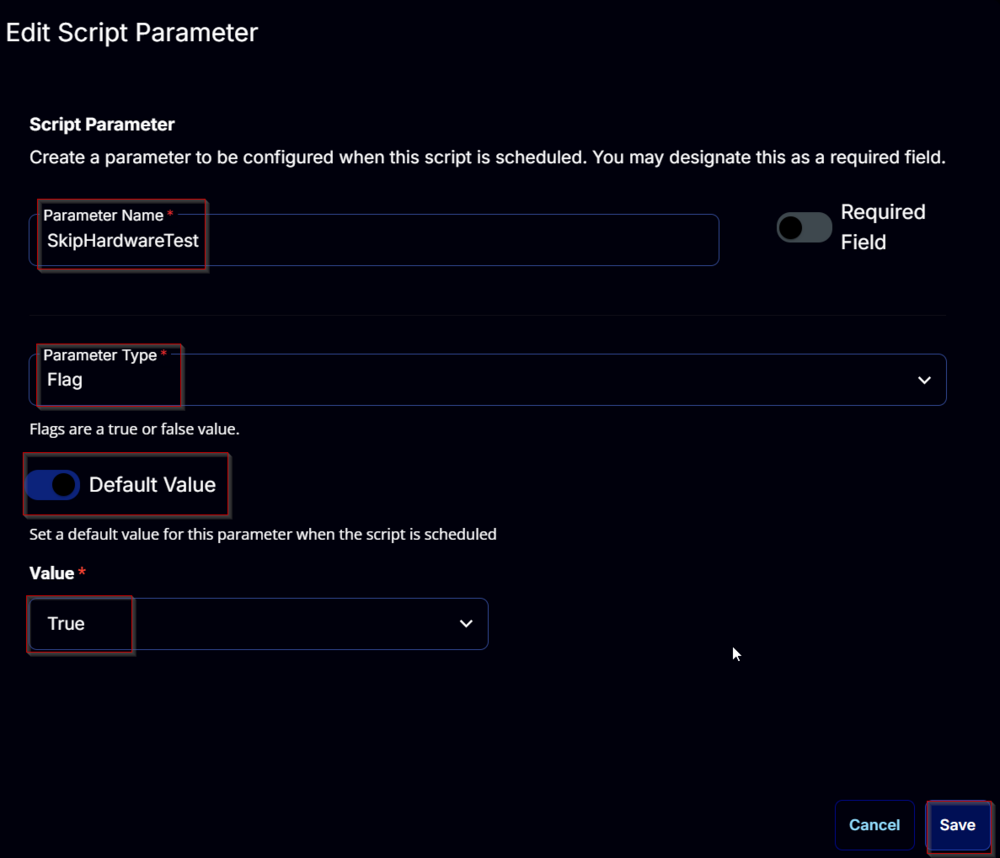 Edit Script Parameter
Script Parameter
Create a parameter to be configured when this script is scheduled. You may designate this as a required field.
Parameter Name *
SkipHardwareTest
Required
Field
Parameter Type *
Flag
Flags are a true or false value.
Default Value
Set a default value for this parameter when the script is scheduled
Value *
True
Cancel
Save